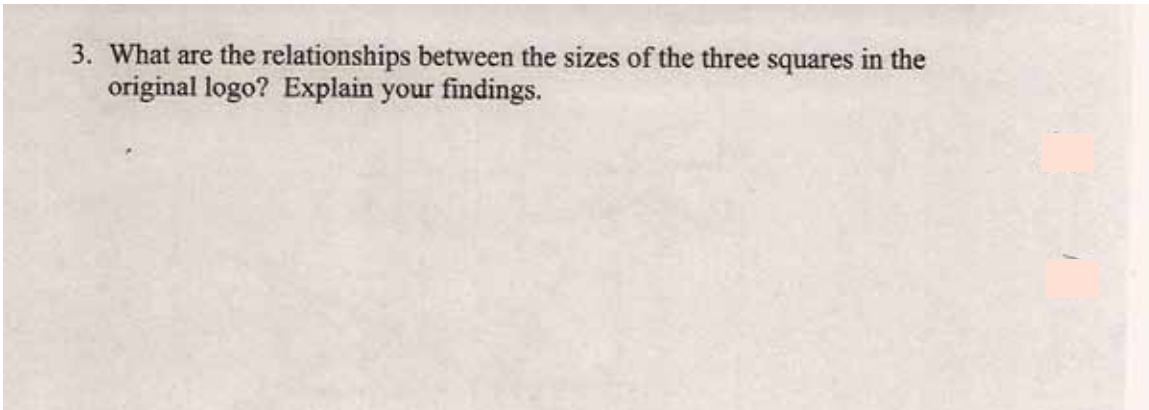 3. What are the relationships between the sizes of the three squares in the
original logo? Explain your findings.